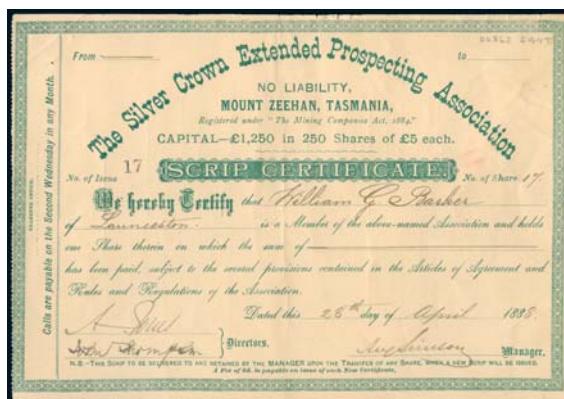 From
to
The Silver Crown Extended Prospecting Association
NO LIABILITY,
MOUNT ZEEHAN, TASMANIA,
Registered under "The Mining Companies Act, 1884."
CAPITAL—£1,250 in 250 Shares of £5 each.
No. of Issue 17
SCRIP CERTIFICATE.
No. of Share 17
We hereby Certify that William G Barber
of Launceston. is a Member of the above-named Association and holds
one Share therein on which the sum of
has been paid, subject to the several provisions contained in the Articles of Agreement and
Rules and Regulations of the Association.
Dated this 28th day of April 1888.
Directors.
Manager.
N.B.—THIS SCRIP TO BE DELIVERED TO AND RETAINED BY THE MANAGER UPON THE TRANSFER OF ANY SHARE, WHEN A NEW SCRIP WILL BE ISSUED.
A Fee of 6d. is payable on issue of each New Certificate.
Calls are payable on the Second Wednesday in any Month.